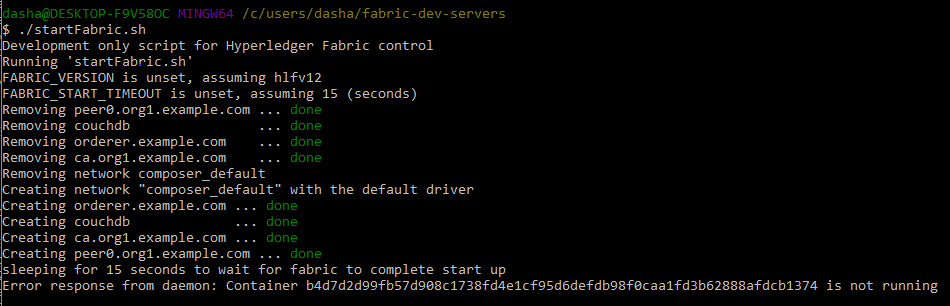 dasha@DESKTOP-F9V58OC MINGW64 /c/users/dasha/fabric-dev-servers
$ ./startFabric.sh
Development only script for Hyperledger Fabric control
Running 'startFabric.sh'
FABRIC_VERSION is unset, assuming hlfv12
FABRIC_START_TIMEOUT is unset, assuming 15 (seconds)
Removing peer0.org1.example.com ... done
Removing couchdb                ... done
Removing orderer.example.com    ... done
Removing ca.org1.example.com    ... done
Removing network composer_default
Creating network "composer_default" with the default driver
Creating orderer.example.com ... done
Creating couchdb             ... done
Creating ca.org1.example.com ... done
Creating peer0.org1.example.com ... done
sleeping for 15 seconds to wait for fabric to complete start up
Error response from daemon: Container b4d7d2d99fb57d908c1738fd4e1cf95d6defdb98f0caa1fd3b62888afdcb1374 is not running